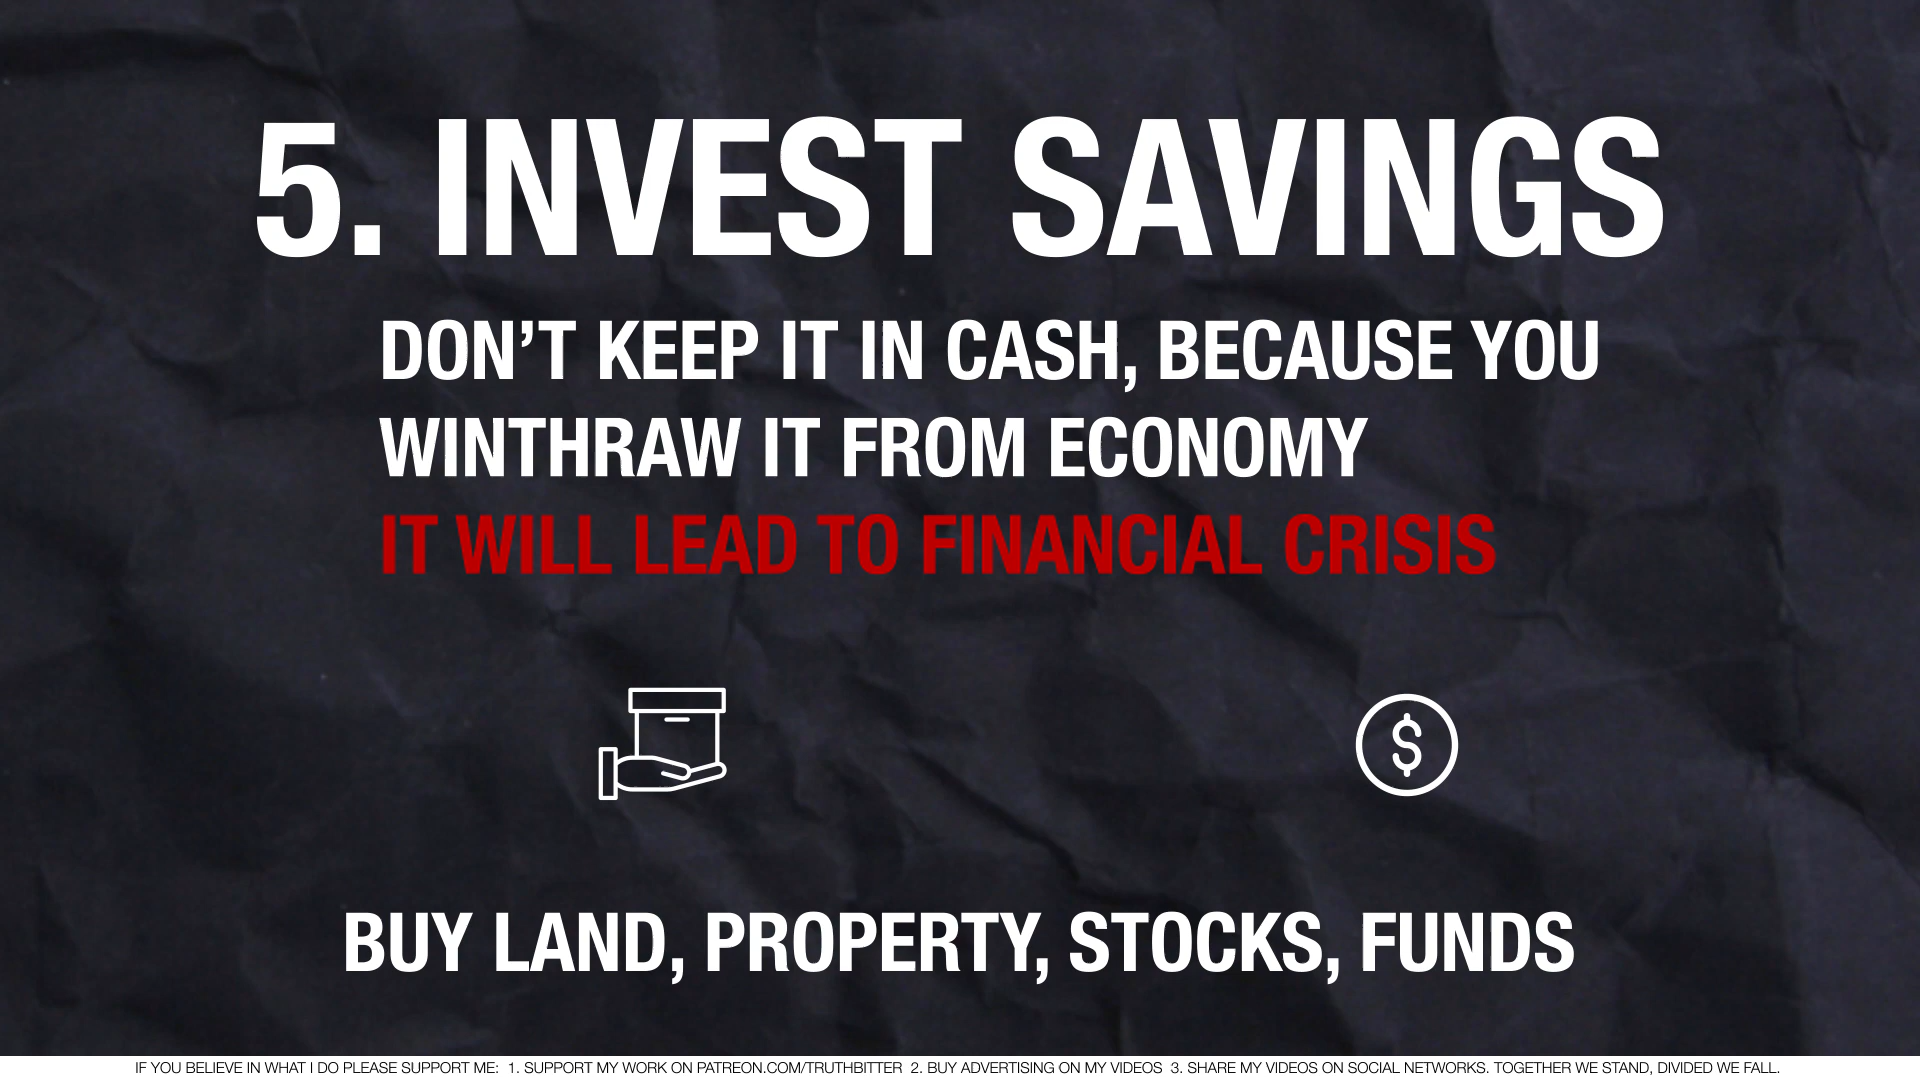 5. INVEST SAVINGS
DON’T KEEP IT IN CASH, BECAUSE YOU
WINTHRAW IT FROM ECONOMY
IT WILL LEAD TO FINANCIAL CRISIS
$
BUY LAND, PROPERTY, STOCKS, FUNDS
IF YOU BELIEVE IN WHAT I DO PLEASE SUPPORT ME: 1. SUPPORT MY WORK ON PATREON.COM/TRUTHBITTER 2. BUY ADVERTISING ON MY VIDEOS 3. SHARE MY VIDEOS ON SOCIAL NETWORKS. TOGETHER WE STAND, DIVIDED WE FALL.